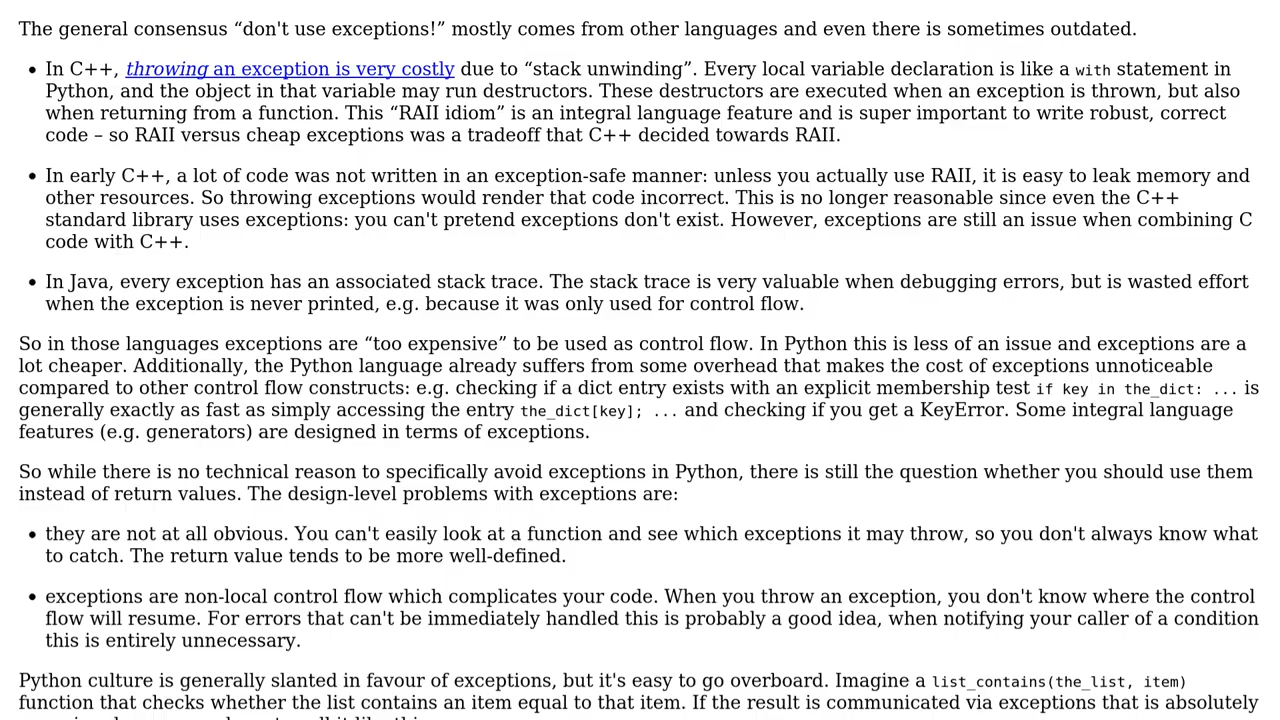 The general consensus “don't use exceptions!” mostly comes from other languages and even there is sometimes outdated.
• In C++, throwing an exception is very costly due to “stack unwinding”. Every local variable declaration is like a with statement in
Python, and the object in that variable may run destructors. These destructors are executed when an exception is thrown, but also
when returning from a function. This “RAII idiom” is an integral language feature and is super important to write robust, correct
code – so RAII versus cheap exceptions was a tradeoff that C++ decided towards RAII.
• In early C++, a lot of code was not written in an exception-safe manner: unless you actually use RAII, it is easy to leak memory and
other resources. So throwing exceptions would render that code incorrect. This is no longer reasonable since even the C++
standard library uses exceptions: you can't pretend exceptions don't exist. However, exceptions are still an issue when combining C
code with C++.
• In Java, every exception has an associated stack trace. The stack trace is very valuable when debugging errors, but is wasted effort
when the exception is never printed, e.g. because it was only used for control flow.
So in those languages exceptions are “too expensive” to be used as control flow. In Python this is less of an issue and exceptions are a
lot cheaper. Additionally, the Python language already suffers from some overhead that makes the cost of exceptions unnoticeable
compared to other control flow constructs: e.g. checking if a dict entry exists with an explicit membership test if key in the_dict: ... is
generally exactly as fast as simply accessing the entry the_dict[key]; ... and checking if you get a KeyError. Some integral language
features (e.g. generators) are designed in terms of exceptions.
So while there is no technical reason to specifically avoid exceptions in Python, there is still the question whether you should use them
instead of return values. The design-level problems with exceptions are:
• they are not at all obvious. You can't easily look at a function and see which exceptions it may throw, so you don't always know what
to catch. The return value tends to be more well-defined.
• exceptions are non-local control flow which complicates your code. When you throw an exception, you don't know where the control
flow will resume. For errors that can't be immediately handled this is probably a good idea, when notifying your caller of a condition
this is entirely unnecessary.
Python culture is generally slanted in favour of exceptions, but it's easy to go overboard. Imagine a list_contains(the_list, item)
function that checks whether the list contains an item equal to that item. If the result is communicated via exceptions that is absolutely